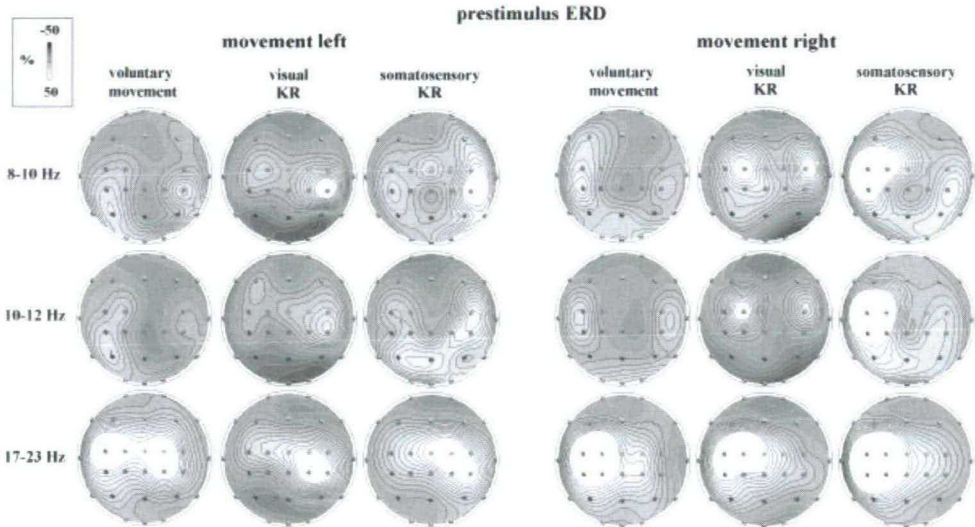 prestimulus ERD
-50
%
50
movement left
movement right
voluntary movement
visual KR
somatosensory KR
voluntary movement
visual KR
somatosensory KR
8-10 Hz
10-12 Hz
17-23 Hz